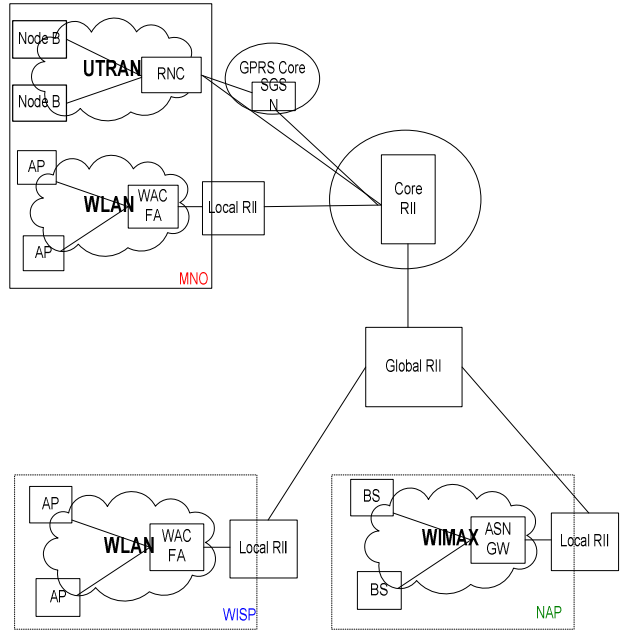 Node B
UTRAN
RNC
Node B
GPRS Core
SGS
N
AP
WLAN
WAC
FA
AP
Local RII
MNO
Core
RII
Global RII
AP
WLAN
WAC
FA
AP
Local RII
WISP
BS
WIMAX
ASN
GW
BS
Local RII
NAP